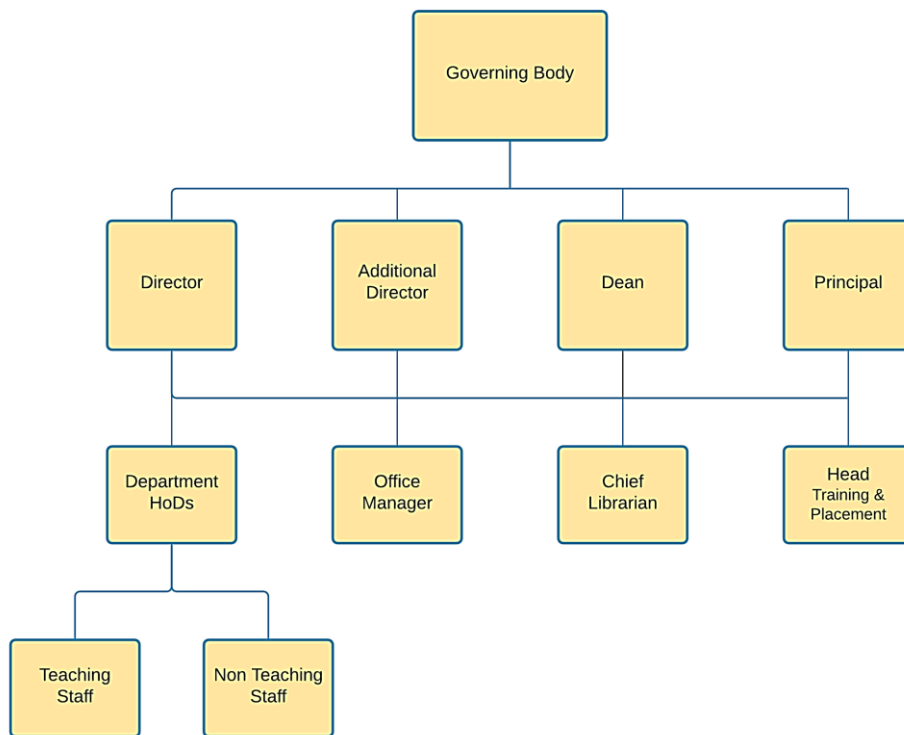 Governing Body
Director
Additional
Director
Dean
Principal
Department
HoDs
Office
Manager
Chief
Librarian
Head
Training &
Placement
Teaching
Staff
Non Teaching
Staff